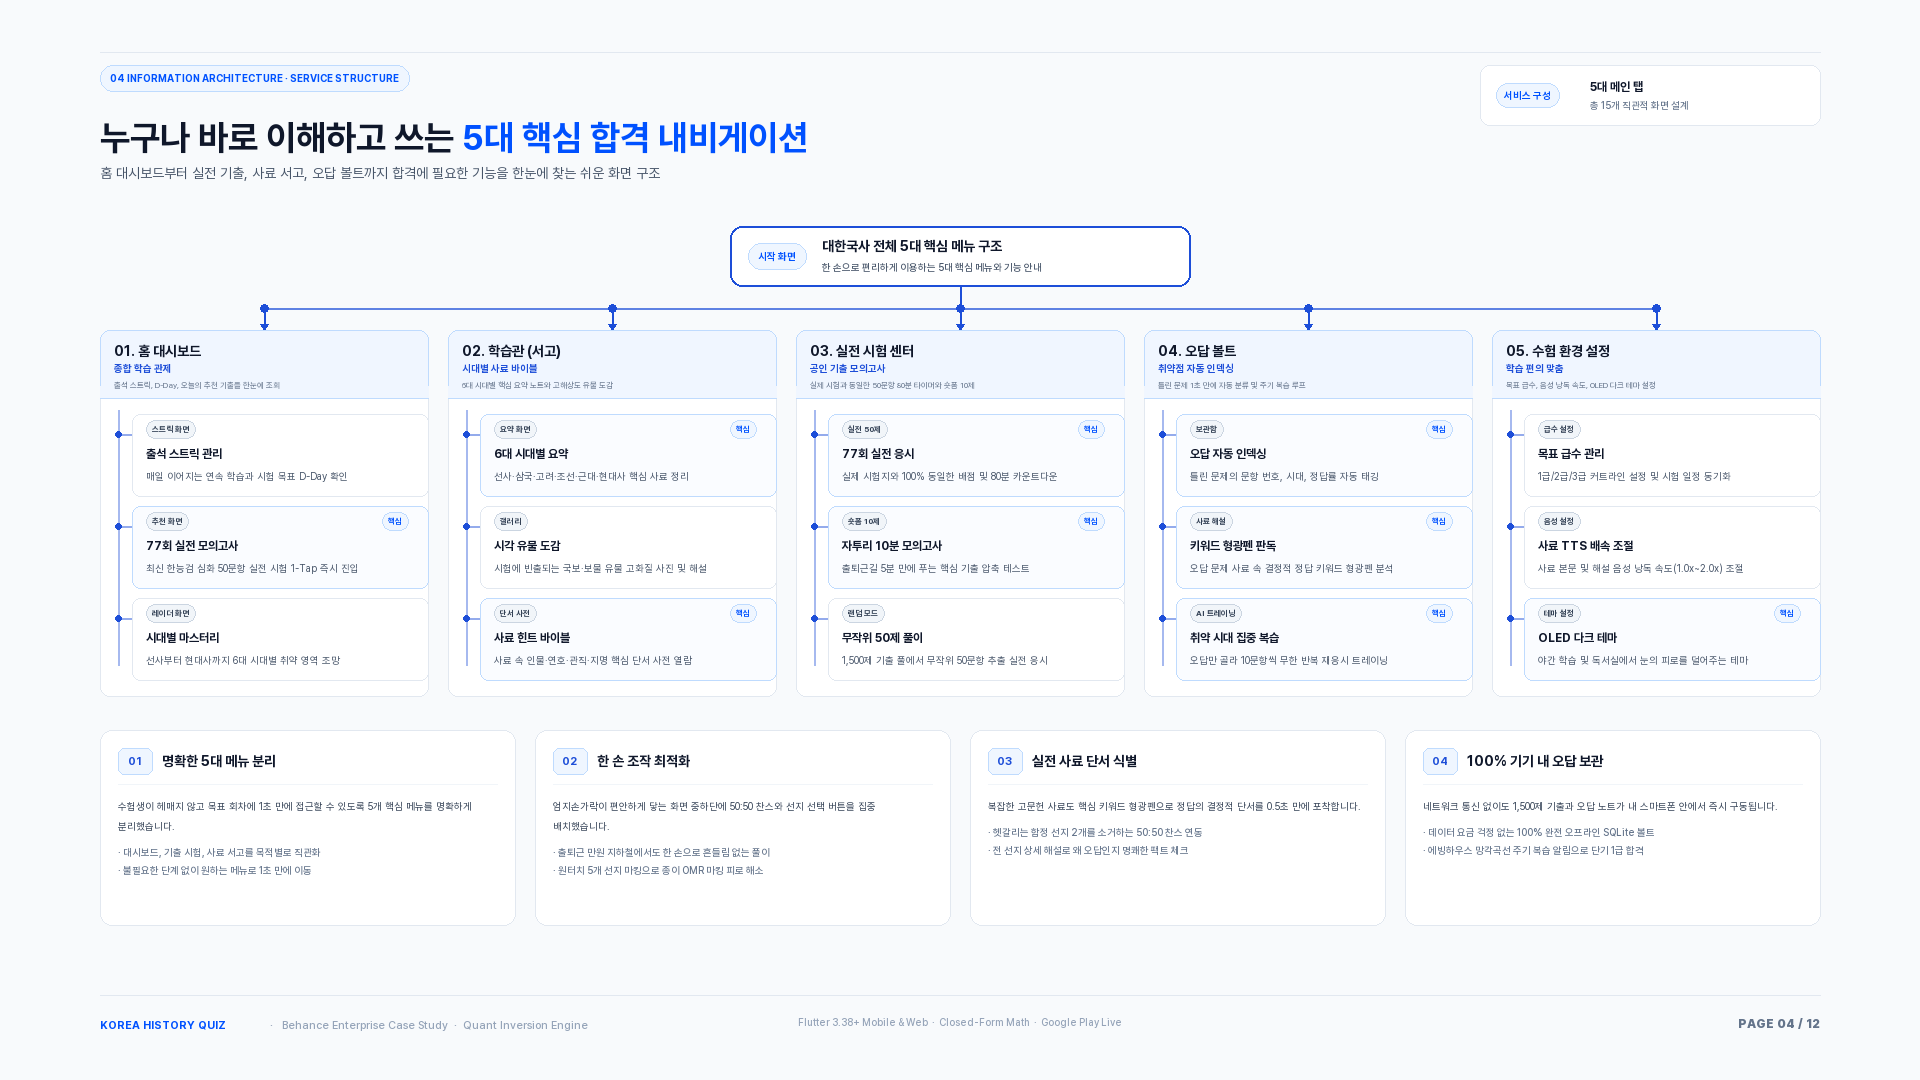 04 INFORMATION ARCHITECTURE · SERVICE STRUCTURE
서비스 구성
5대 메인 탭
총 15개 직관적 화면 설계
누구나 바로 이해하고 쓰는 5대 핵심 합격 내비게이션
홈 대시보드부터 실전 기출, 사료 서고, 오답 볼트까지 합격에 필요한 기능을 한눈에 찾는 쉬운 화면 구조
시작 화면
대한국사 전체 5대 핵심 메뉴 구조
한 손으로 편리하게 이용하는 5대 핵심 메뉴와 기능 안내
01. 홈 대시보드
종합 학습 관제
출석 스트릭, D-Day, 오늘의 추천 기출을 한눈에 조회
스트릭 화면
출석 스트릭 관리
매일 이어지는 연속 학습과 시험 목표 D-Day 확인
추천 화면
핵심
77회 실전 모의고사
최신 한능검 심화 50문항 실전 시험 1-Tap 즉시 진입
레이더 화면
시대별 마스터리
선사부터 현대사까지 6대 시대별 취약 영역 조망
02. 학습관 (서고)
시대별 사료 바이블
6대 시대별 핵심 요약 노트와 고해상도 유물 도감
요약 화면
핵심
6대 시대별 요약
선사·삼국·고려·조선·근대·현대사 핵심 사료 정리
갤러리
시각 유물 도감
시험에 빈출되는 국보·보물 유물 고화질 사진 및 해설
단서 사전
핵심
사료 힌트 바이블
사료 속 인물·연호·관직·지명 핵심 단서 사전 열람
03. 실전 시험 센터
공인 기출 모의고사
실제 시험과 동일한 50문항 80분 타이머와 숏폼 10제
실전 50제
핵심
77회 실전 응시
실제 시험지와 100% 동일한 배점 및 80분 카운트다운
숏폼 10제
핵심
자투리 10분 모의고사
출퇴근길 5분 만에 푸는 핵심 기출 압축 테스트
랜덤 모드
무작위 50제 풀이
1,500제 기출 풀에서 무작위 50문항 추출 실전 응시
04. 오답 볼트
취약점 자동 인덱싱
틀린 문제 1초 만에 자동 분류 및 주기 복습 루프
보관함
핵심
오답 자동 인덱싱
틀린 문제의 문항 번호, 시대, 정답률 자동 태깅
사료 해설
핵심
키워드 형광펜 판독
오답 문제 사료 속 결정적 정답 키워드 형광펜 분석
AI 트레이닝
핵심
취약 시대 집중 복습
오답만 골라 10문항씩 무한 반복 재응시 트레이닝
05. 수험 환경 설정
학습 편의 맞춤
목표 급수, 음성 낭독 속도, OLED 다크 테마 설정
급수 설정
목표 급수 관리
1급/2급/3급 커트라인 설정 및 시험 일정 동기화
음성 설정
사료 TTS 배속 조절
사료 본문 및 해설 음성 낭독 속도(1.0x~2.0x) 조절
테마 설정
핵심
OLED 다크 테마
야간 학습 및 독서실에서 눈의 피로를 덜어주는 테마
01
명확한 5대 메뉴 분리
수험생이 헤매지 않고 목표 회차에 1초 만에 접근할 수 있도록 5개 핵심 메뉴를 명확하게
분리했습니다.
· 대시보드, 기출 시험, 사료 서고를 목적별로 직관화
· 불필요한 단계 없이 원하는 메뉴로 1초 만에 이동
02
한 손 조작 최적화
엄지손가락이 편안하게 닿는 화면 중하단에 50:50 찬스와 선지 선택 버튼을 집중
배치했습니다.
· 출퇴근 만원 지하철에서도 한 손으로 흔들림 없는 풀이
· 원터치 5개 선지 마킹으로 종이 OMR 마킹 피로 해소
03
실전 사료 단서 식별
복잡한 고문헌 사료도 핵심 키워드 형광펜으로 정답의 결정적 단서를 0.5초 만에 포착합니다.
· 헷갈리는 함정 선지 2개를 소거하는 50:50 찬스 연동
· 전 선지 상세 해설로 왜 오답인지 명쾌한 팩트 체크
04
100% 기기 내 오답 보관
네트워크 통신 없이도 1,500제 기출과 오답 노트가 내 스마트폰 안에서 즉시 구동됩니다.
· 데이터 요금 걱정 없는 100% 완전 오프라인 SQLite 볼트
· 에빙하우스 망각곡선 주기 복습 알림으로 단기 1급 합격
KOREA HISTORY QUIZ · Behance Enterprise Case Study · Quant Inversion Engine
Flutter 3.38+ Mobile & Web · Closed-Form Math · Google Play Live
PAGE 04 / 12